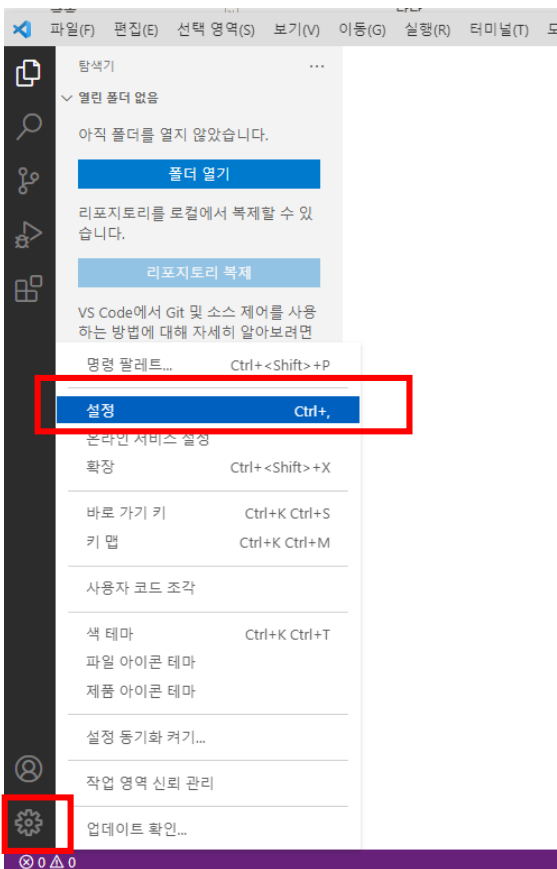 파일(F) 편집(E) 선택 영역(S) 보기(V) 이동(G) 실행(R) 터미널(T)
탐색기 ...
열린 폴더 없음
아직 폴더를 열지 않았습니다.
폴더 열기
리포지토리를 로컬에서 복제할 수 있
습니다.
리포지토리 복제
VS Code에서 Git 및 소스 제어를 사용
하는 방법에 대해 자세히 알아보려면
명령 팔레트... Ctrl+<Shift>+P
설정 Ctrl+,
온라인 서비스 설정
확장 Ctrl+<Shift>+X
바로 가기 키 Ctrl+K Ctrl+S
키 맵 Ctrl+K Ctrl+M
사용자 코드 조각
색 테마 Ctrl+K Ctrl+T
파일 아이콘 테마
제품 아이콘 테마
설정 동기화 켜기...
작업 영역 신뢰 관리
업데이트 확인...
0 0